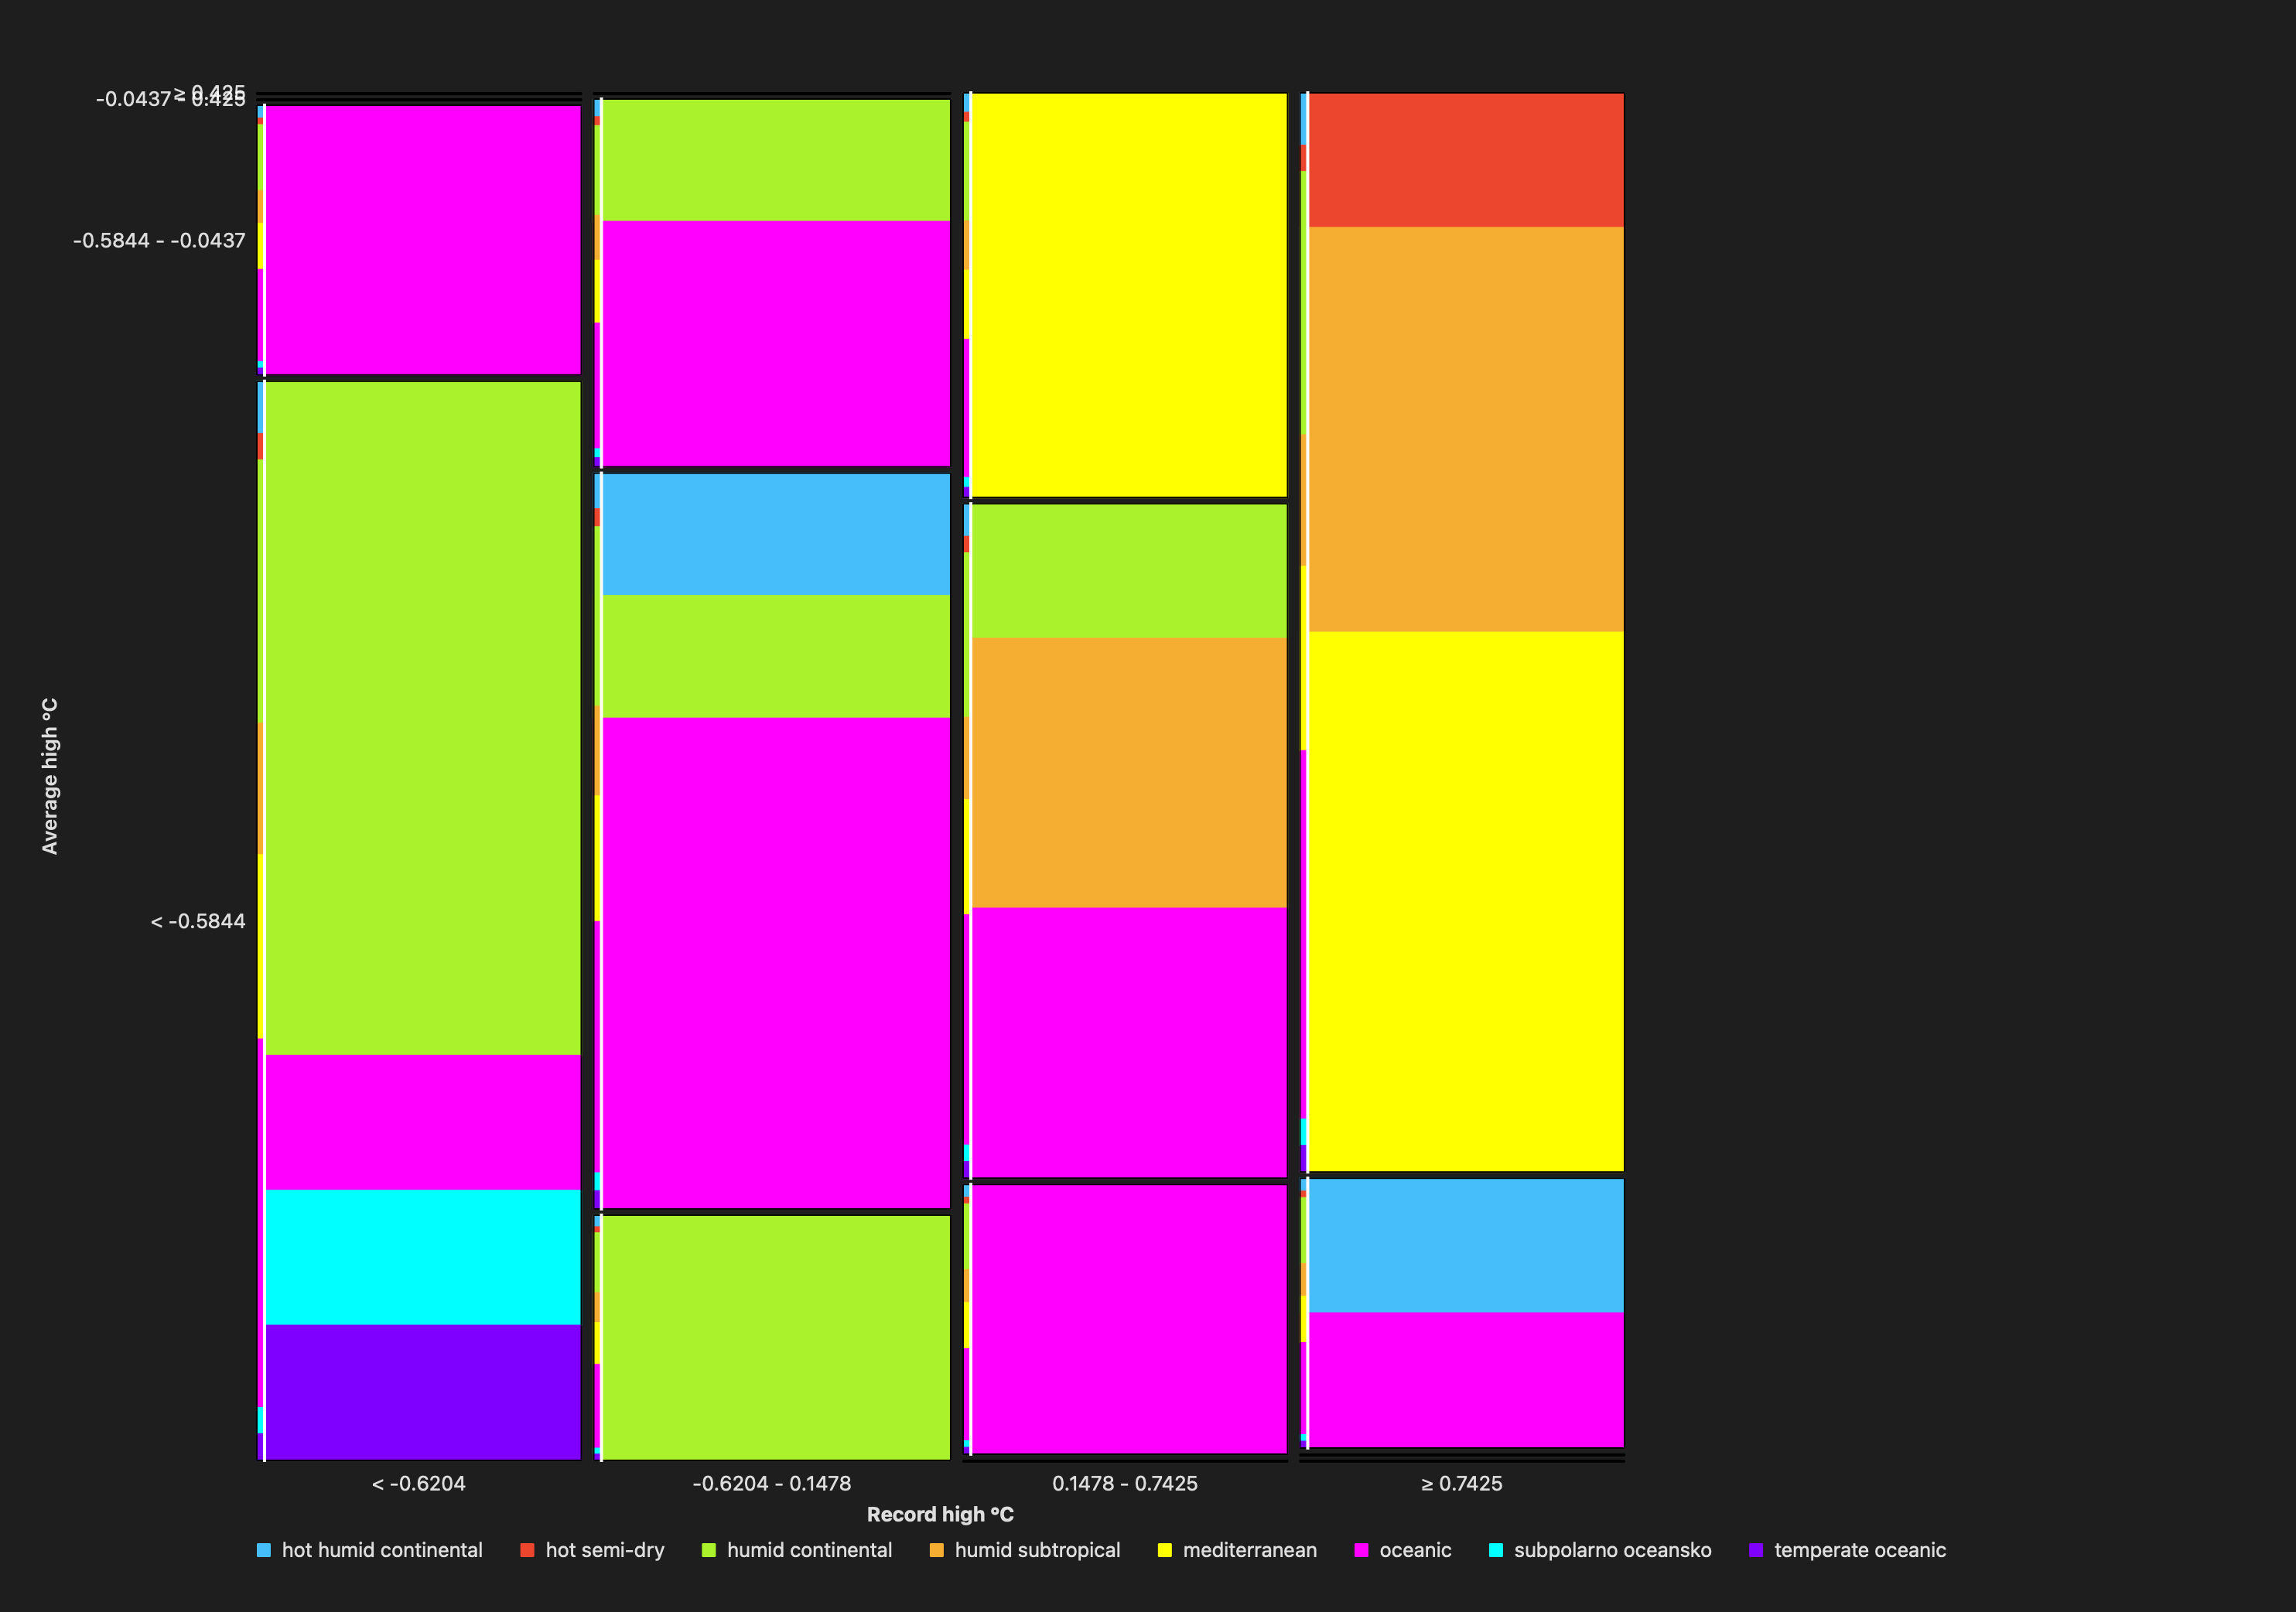 ≥ 0.425
-0.0437 - 0.425
-0.5844 - -0.0437
< -0.5844
Average high °C
< -0.6204
-0.6204 - 0.1478
0.1478 - 0.7425
≥ 0.7425
Record high °C
hot humid continental
hot semi-dry
humid continental
humid subtropical
mediterranean
oceanic
subpolarno oceansko
temperate oceanic